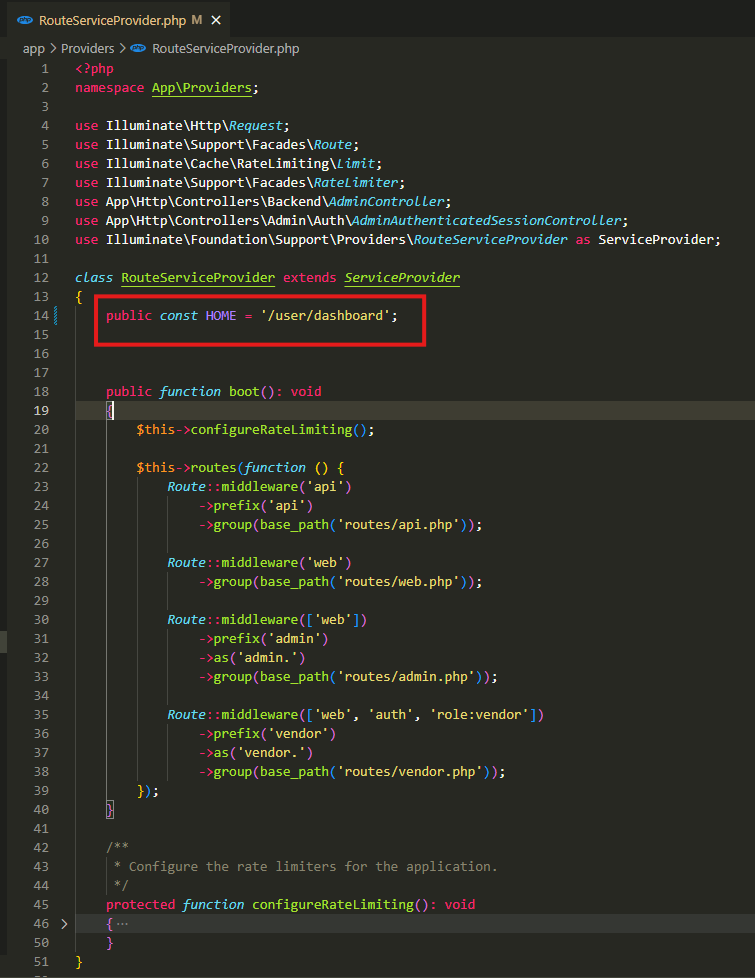 php RouteServiceProvider.php M ×
app > Providers > php RouteServiceProvider.php
1 <?php
2 namespace App\Providers;
3
4 use Illuminate\Http\Request;
5 use Illuminate\Support\Facades\Route;
6 use Illuminate\Cache\RateLimiting\Limit;
7 use Illuminate\Support\Facades\RateLimiter;
8 use App\Http\Controllers\Backend\AdminController;
9 use App\Http\Controllers\Admin\Auth\AdminAuthenticatedSessionController;
10 use Illuminate\Foundation\Support\Providers\RouteServiceProvider as ServiceProvider;
11
12 class RouteServiceProvider extends ServiceProvider
13 {
14     public const HOME = '/user/dashboard';
15
16
17
18     public function boot(): void
19     {
20         $this->configureRateLimiting();
21
22         $this->routes(function () {
23             Route::middleware('api')
24                 ->prefix('api')
25                 ->group(base_path('routes/api.php'));
26
27             Route::middleware('web')
28                 ->group(base_path('routes/web.php'));
29
30             Route::middleware(['web'])
31                 ->prefix('admin')
32                 ->as('admin.')
33                 ->group(base_path('routes/admin.php'));
34
35             Route::middleware(['web', 'auth', 'role:vendor'])
36                 ->prefix('vendor')
37                 ->as('vendor.')
38                 ->group(base_path('routes/vendor.php'));
39         });
40     }
41
42     /**
43      * Configure the rate limiters for the application.
44      */
45     protected function configureRateLimiting(): void
46 >   { ...
50     }
51 }